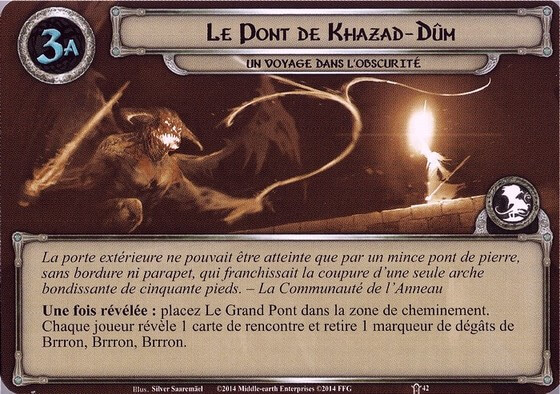 3A
LE PONT DE KHAZAD-DÛM
UN VOYAGE DANS L'OBSCURITÉ
La porte extérieure ne pouvait être atteinte que par un mince pont de pierre,
sans bordure ni parapet, qui franchissait la coupure d'une seule arche
bondissante de cinquante pieds. – La Communauté de l'Anneau
Une fois révélée : placez Le Grand Pont dans la zone de cheminement.
Chaque joueur révèle 1 carte de rencontre et retire 1 marqueur de dégâts de
Brrron, Brrron, Brrron.
Illus. Silver Saaremäel ©2014 Middle-earth Enterprises ©2014 FFG 42